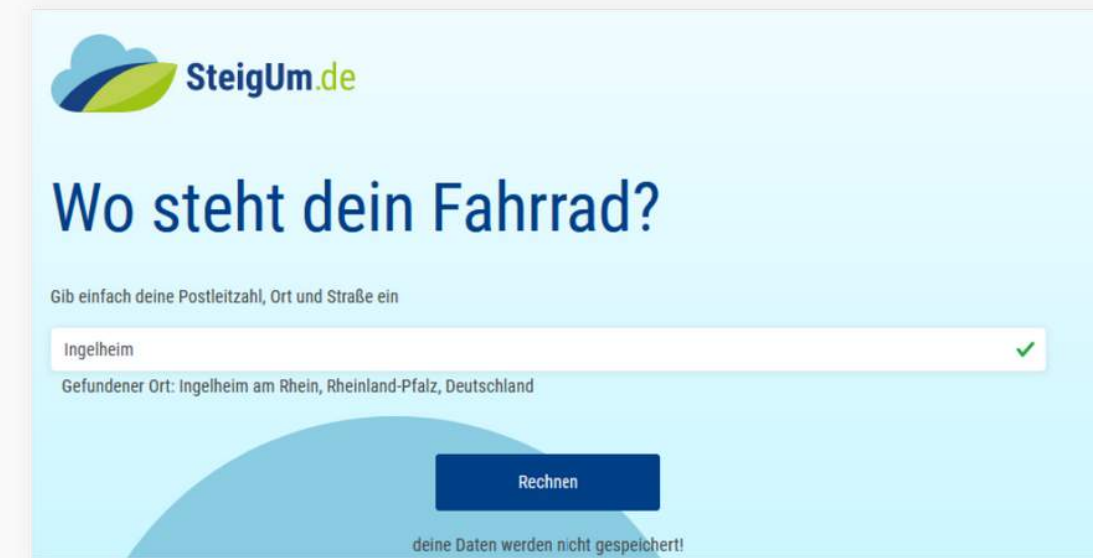 SteigUm.de
Wo steht dein Fahrrad?
Gib einfach deine Postleitzahl, Ort und Straße ein
Ingelheim
Gefundener Ort: Ingelheim am Rhein, Rheinland-Pfalz, Deutschland
Rechnen
deine Daten werden nicht gespeichert!